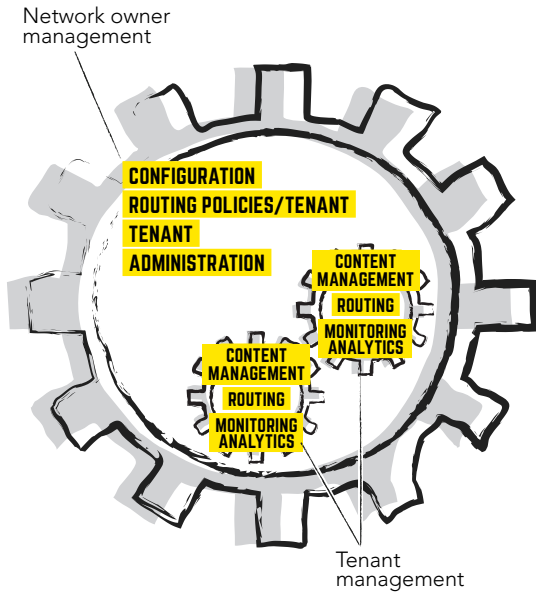 Network owner
management
CONFIGURATION
ROUTING POLICIES/TENANT
TENANT
ADMINISTRATION
CONTENT
MANAGEMENT
ROUTING
MONITORING
ANALYTICS
CONTENT
MANAGEMENT
ROUTING
MONITORING
ANALYTICS
Tenant
management